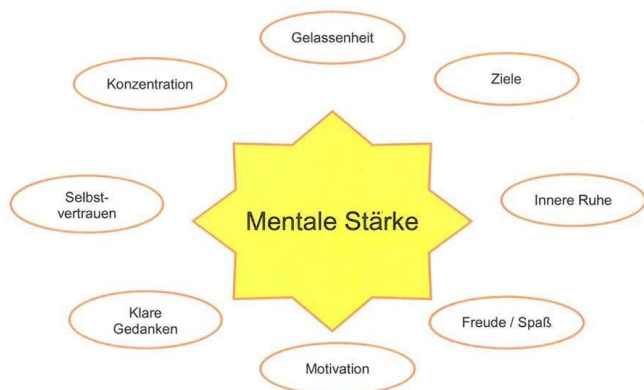 Gelassenheit
Konzentration
Ziele
Selbst-
vertrauen
Mentale Stärke
Innere Ruhe
Klare
Gedanken
Freude / Spaß
Motivation